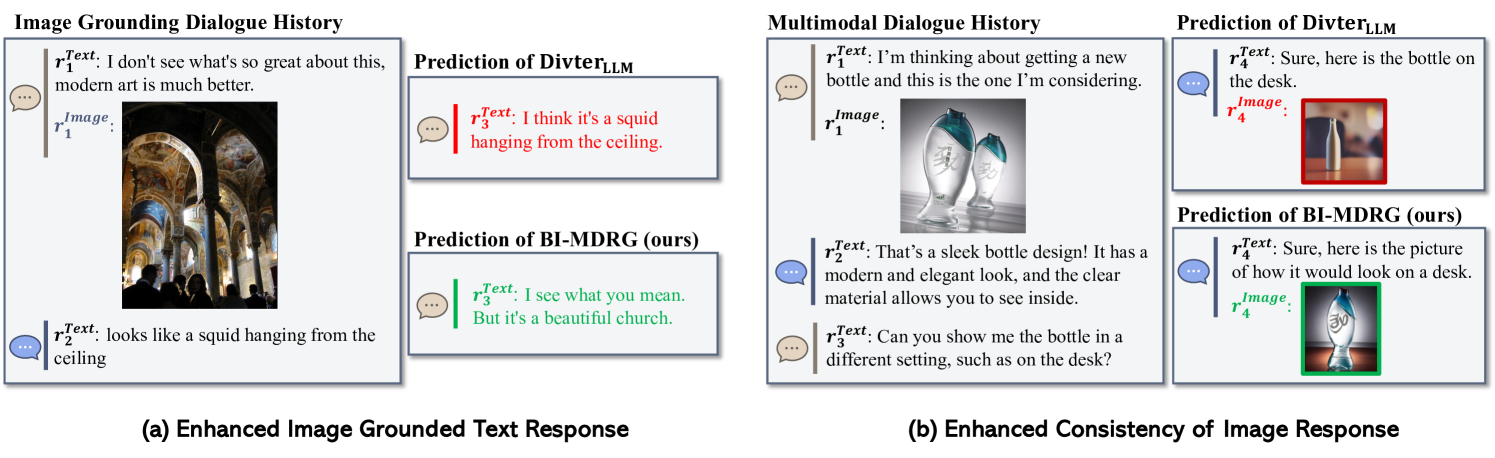 Image Grounding Dialogue History
r_1^Text: I don't see what's so great about this,
modern art is much better.
r_1^Image:
r_2^Text: looks like a squid hanging from the
ceiling
Prediction of Divter_LLM
r_3^Text: I think it's a squid
hanging from the ceiling.
Prediction of BI-MDRG (ours)
r_3^Text: I see what you mean.
But it's a beautiful church.
(a) Enhanced Image Grounded Text Response
Multimodal Dialogue History
r_1^Text: I’m thinking about getting a new
bottle and this is the one I’m considering.
r_1^Image:
r_2^Text: That’s a sleek bottle design! It has a
modern and elegant look, and the clear
material allows you to see inside.
r_3^Text: Can you show me the bottle in a
different setting, such as on the desk?
Prediction of Divter_LLM
r_4^Text: Sure, here is the bottle on
the desk.
r_4^Image:
Prediction of BI-MDRG (ours)
r_4^Text: Sure, here is the picture
of how it would look on a desk.
r_4^Image:
(b) Enhanced Consistency of Image Response